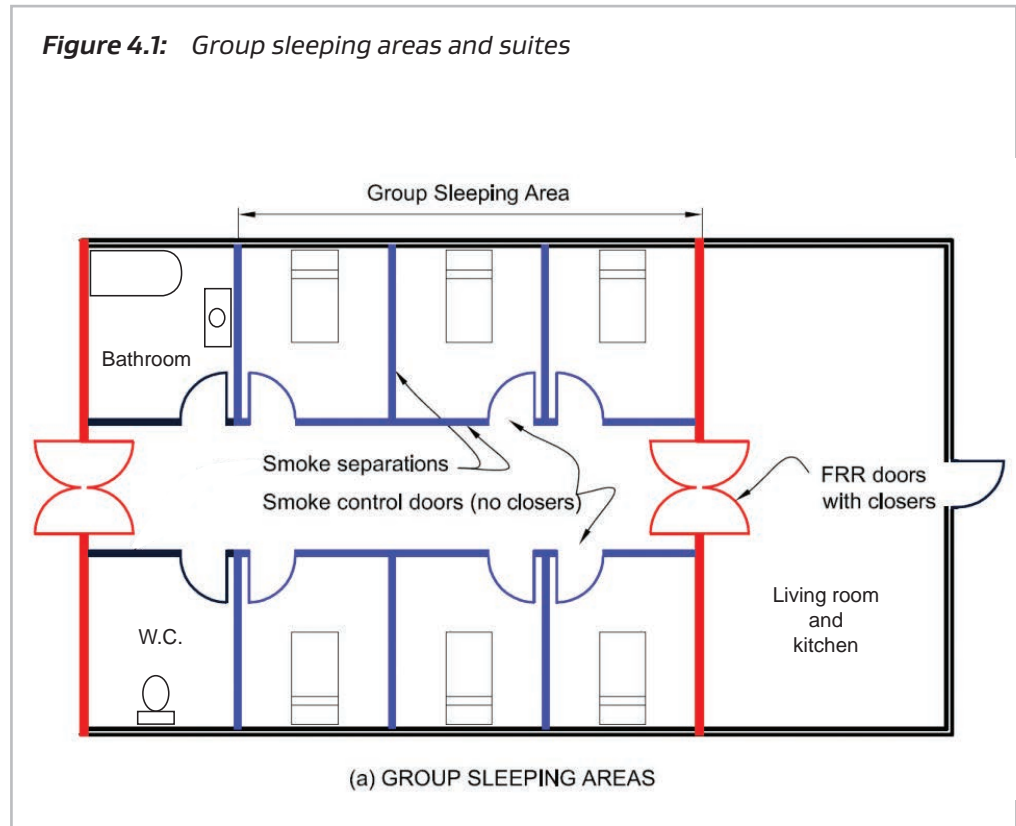 Figure 4.1: Group sleeping areas and suites
Group Sleeping Area
Bathroom
Smoke separations
Smoke control doors (no closers)
FRR doors
with closers
Living room
and
kitchen
W.C.
(a) GROUP SLEEPING AREAS